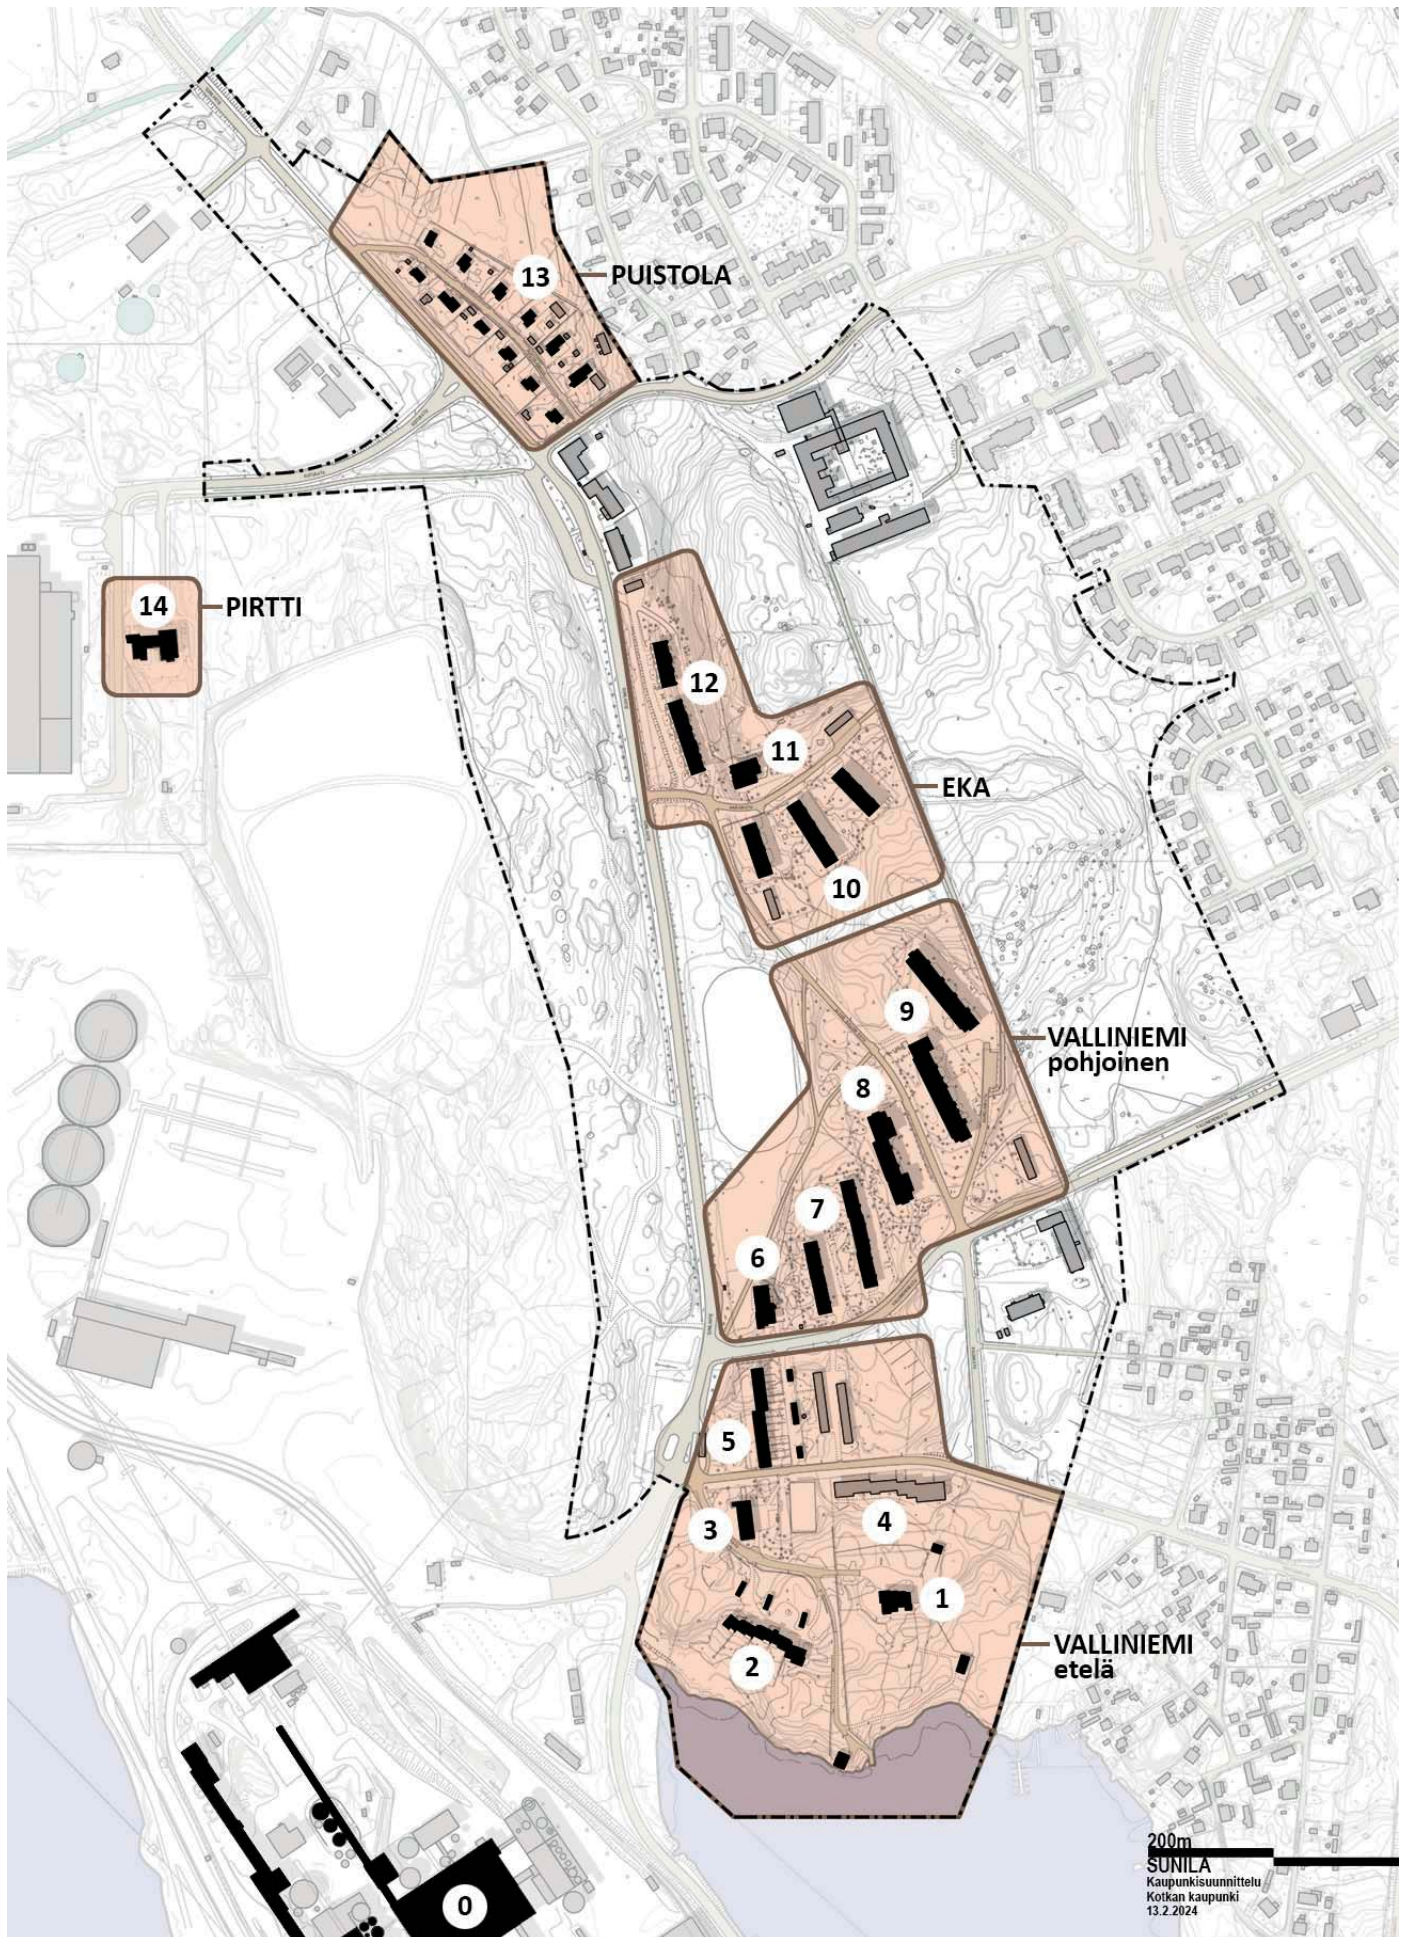 13
PUISTOLA
14
PIRTTI
12
11
EKA
10
9
VALLINIEMI
pohjoinen
8
7
6
5
4
3
1
VALLINIEMI
etelä
2
200m
SUNILA
Kaupunkisuunnittelu
Kotkan kaupunki
13.2.2024
0